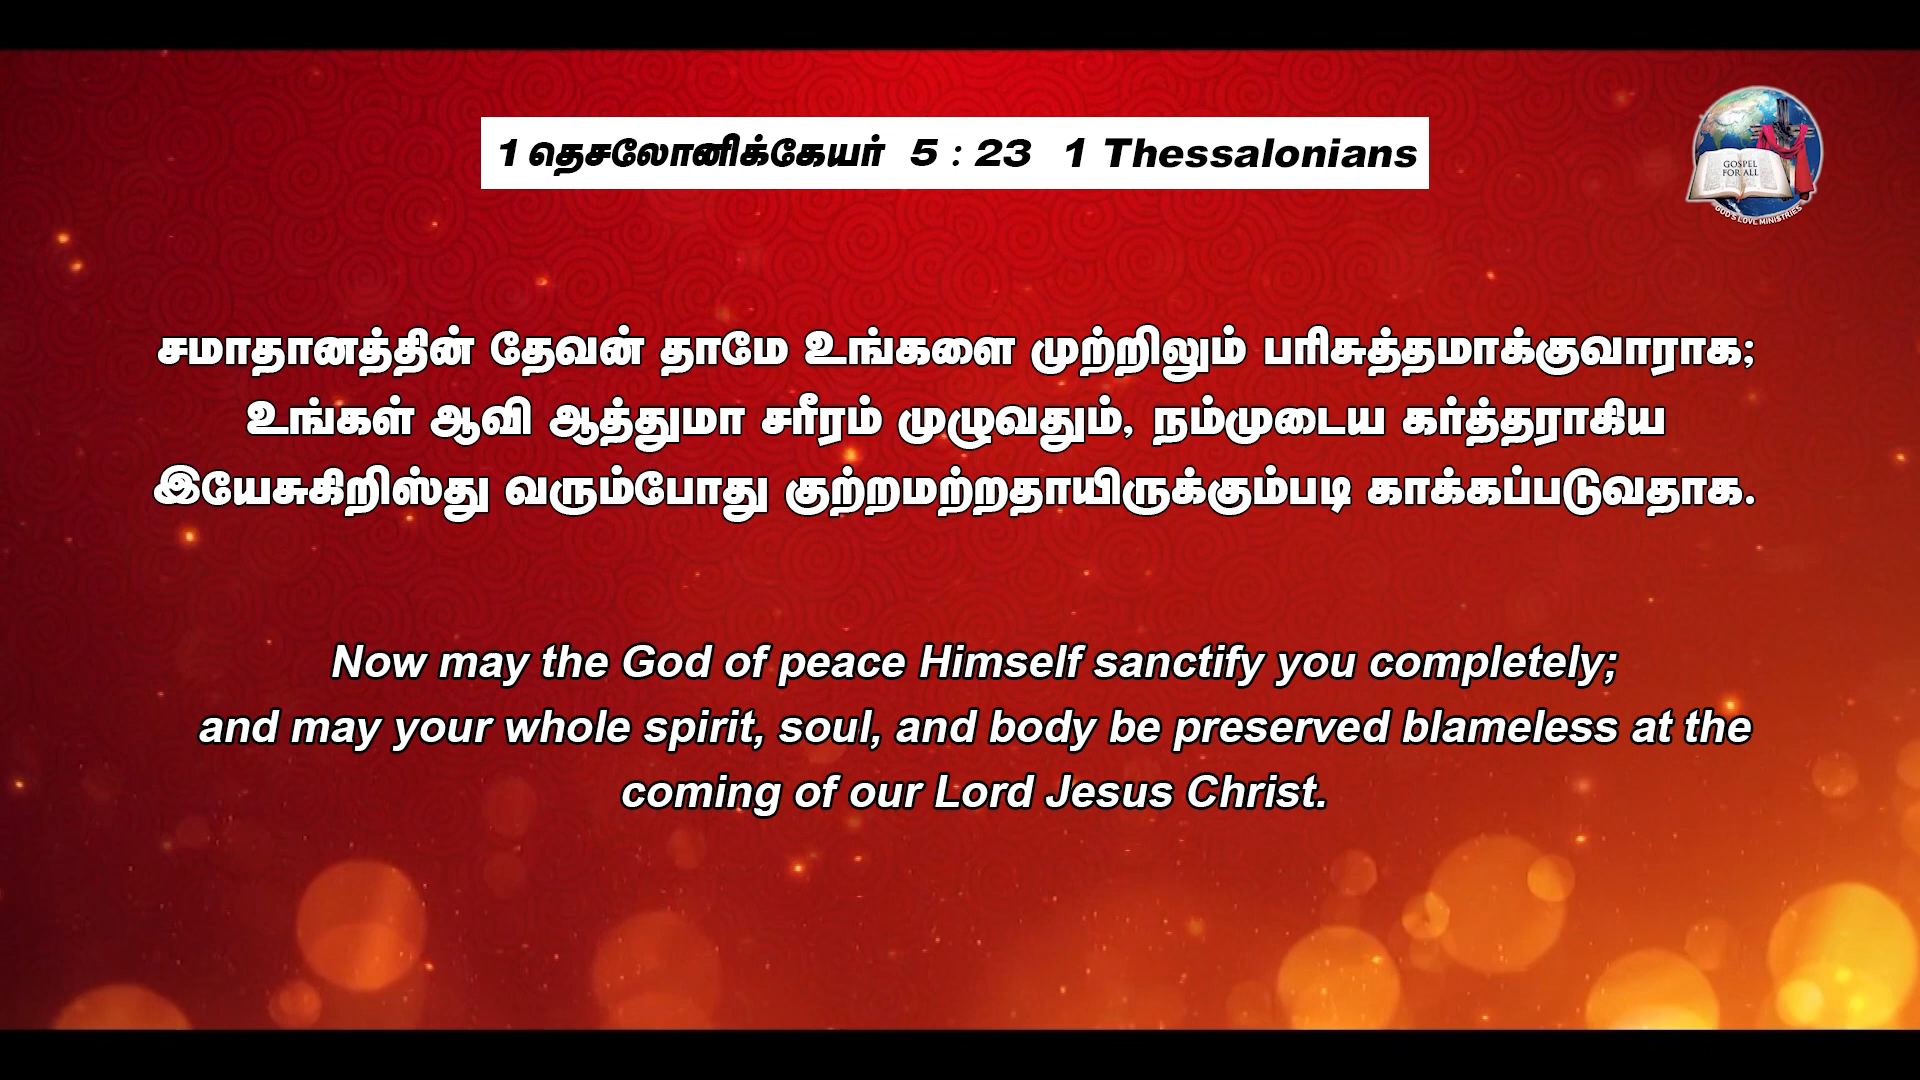 1 தெசலோனிக்கேயர் 5 : 23 1 Thessalonians
GOSPEL
FOR ALL
GOD'S LOVE MINISTRIES
சமாதானத்தின் தேவன் தாமே உங்களை முற்றிலும் பரிசுத்தமாக்குவாராக;
உங்கள் ஆவி ஆத்துமா சரீரம் முழுவதும், நம்முடைய கர்த்தராகிய
இயேசுகிறிஸ்து வரும்போது குற்றமற்றதாயிருக்கும்படி காக்கப்படுவதாக.
Now may the God of peace Himself sanctify you completely;
and may your whole spirit, soul, and body be preserved blameless at the
coming of our Lord Jesus Christ.